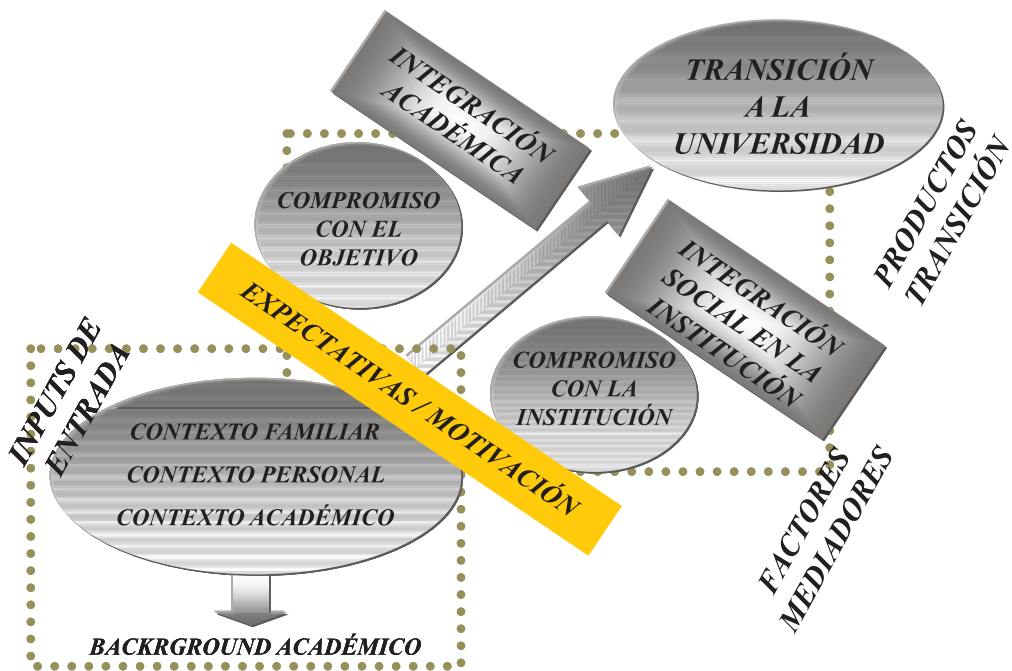 INTEGRACIÓN
ACADÉMICA
TRANSICIÓN
A LA
UNIVERSIDAD
PRODUCTOS
TRANSICIÓN
COMPROMISO
CON EL
OBJETIVO
INTEGRACIÓN
SOCIAL EN LA
INSTITUCIÓN
EXPECTATIVAS / MOTIVACIÓN
COMPROMISO
CON LA
INSTITUCIÓN
INPUTS DE
ENTRADA
CONTEXTO FAMILIAR
CONTEXTO PERSONAL
CONTEXTO ACADÉMICO
FACTORES
MEDIADORES
BACKRGROUND ACADÉMICO